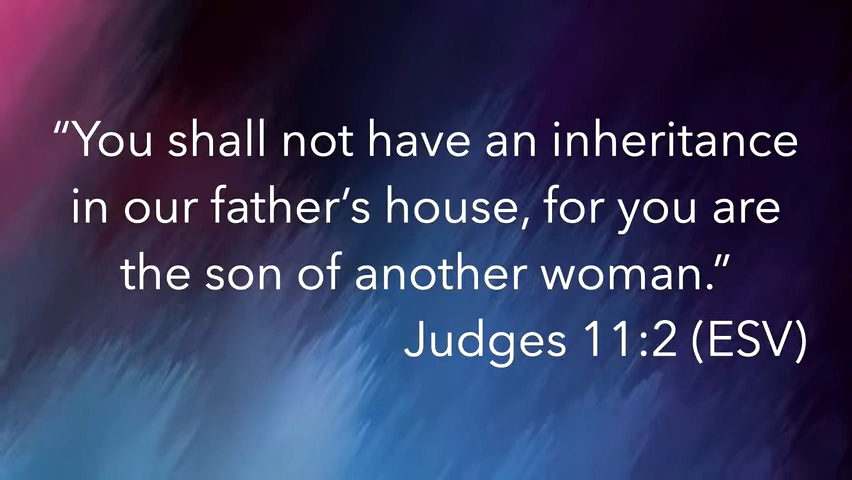 “You shall not have an inheritance
in our father’s house, for you are
the son of another woman.”
Judges 11:2 (ESV)